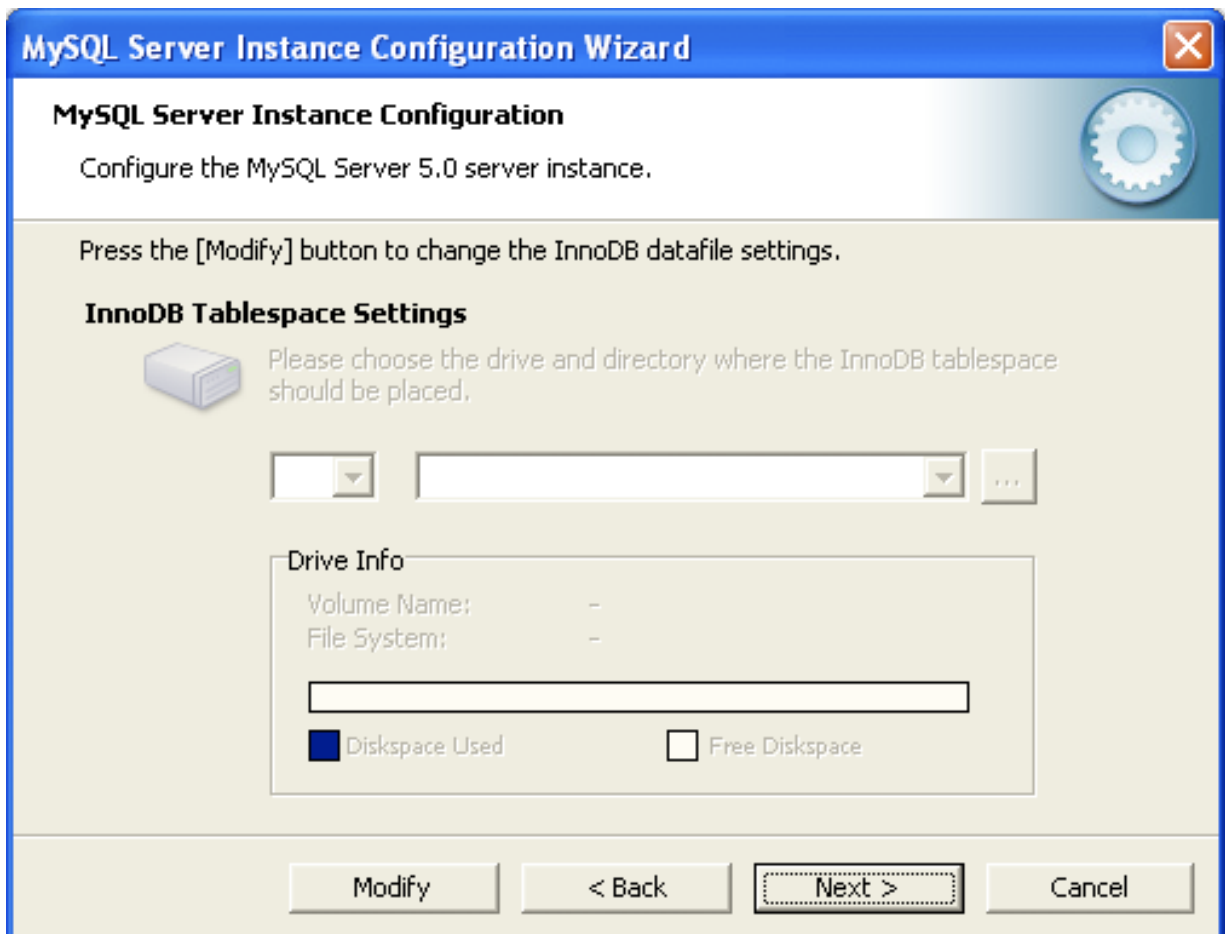 MySQL Server Instance Configuration Wizard
MySQL Server Instance Configuration
Configure the MySQL Server 5.0 server instance.
Press the [Modify] button to change the InnoDB datafile settings.
InnoDB Tablespace Settings
Please choose the drive and directory where the InnoDB tablespace
should be placed.
...
Drive Info
Volume Name: -
File System: -
Diskspace Used Free Diskspace
Modify < Back Next > Cancel